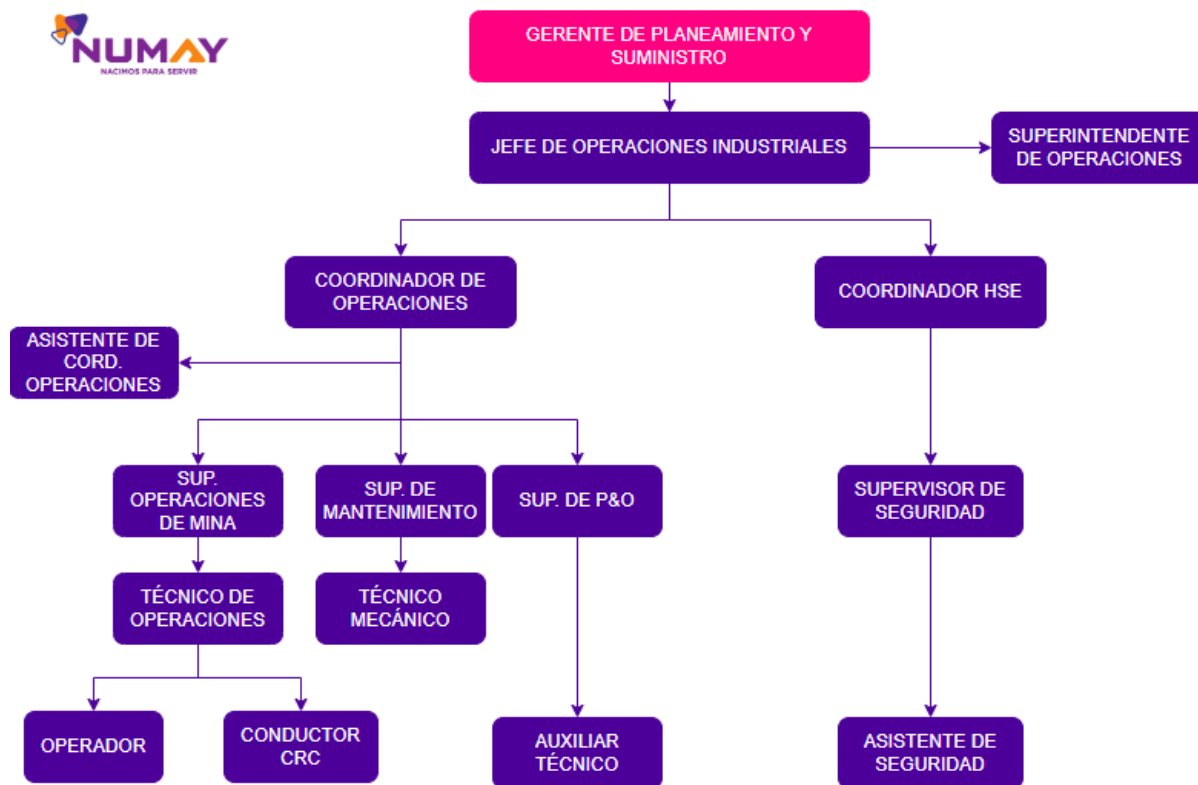 NUMAY
NACIMOS PARA SERVIR
GERENTE DE PLANEAMIENTO Y
SUMINISTRO
JEFE DE OPERACIONES INDUSTRIALES
SUPERINTENDENTE
DE OPERACIONES
COORDINADOR DE
OPERACIONES
COORDINADOR HSE
ASISTENTE DE
CORD.
OPERACIONES
SUP.
OPERACIONES
DE MINA
SUP. DE
MANTENIMIENTO
SUP. DE P&O
SUPERVISOR DE
SEGURIDAD
TÉCNICO DE
OPERACIONES
TÉCNICO
MECÁNICO
OPERADOR
CONDUCTOR
CRC
AUXILIAR
TÉCNICO
ASISTENTE DE
SEGURIDAD